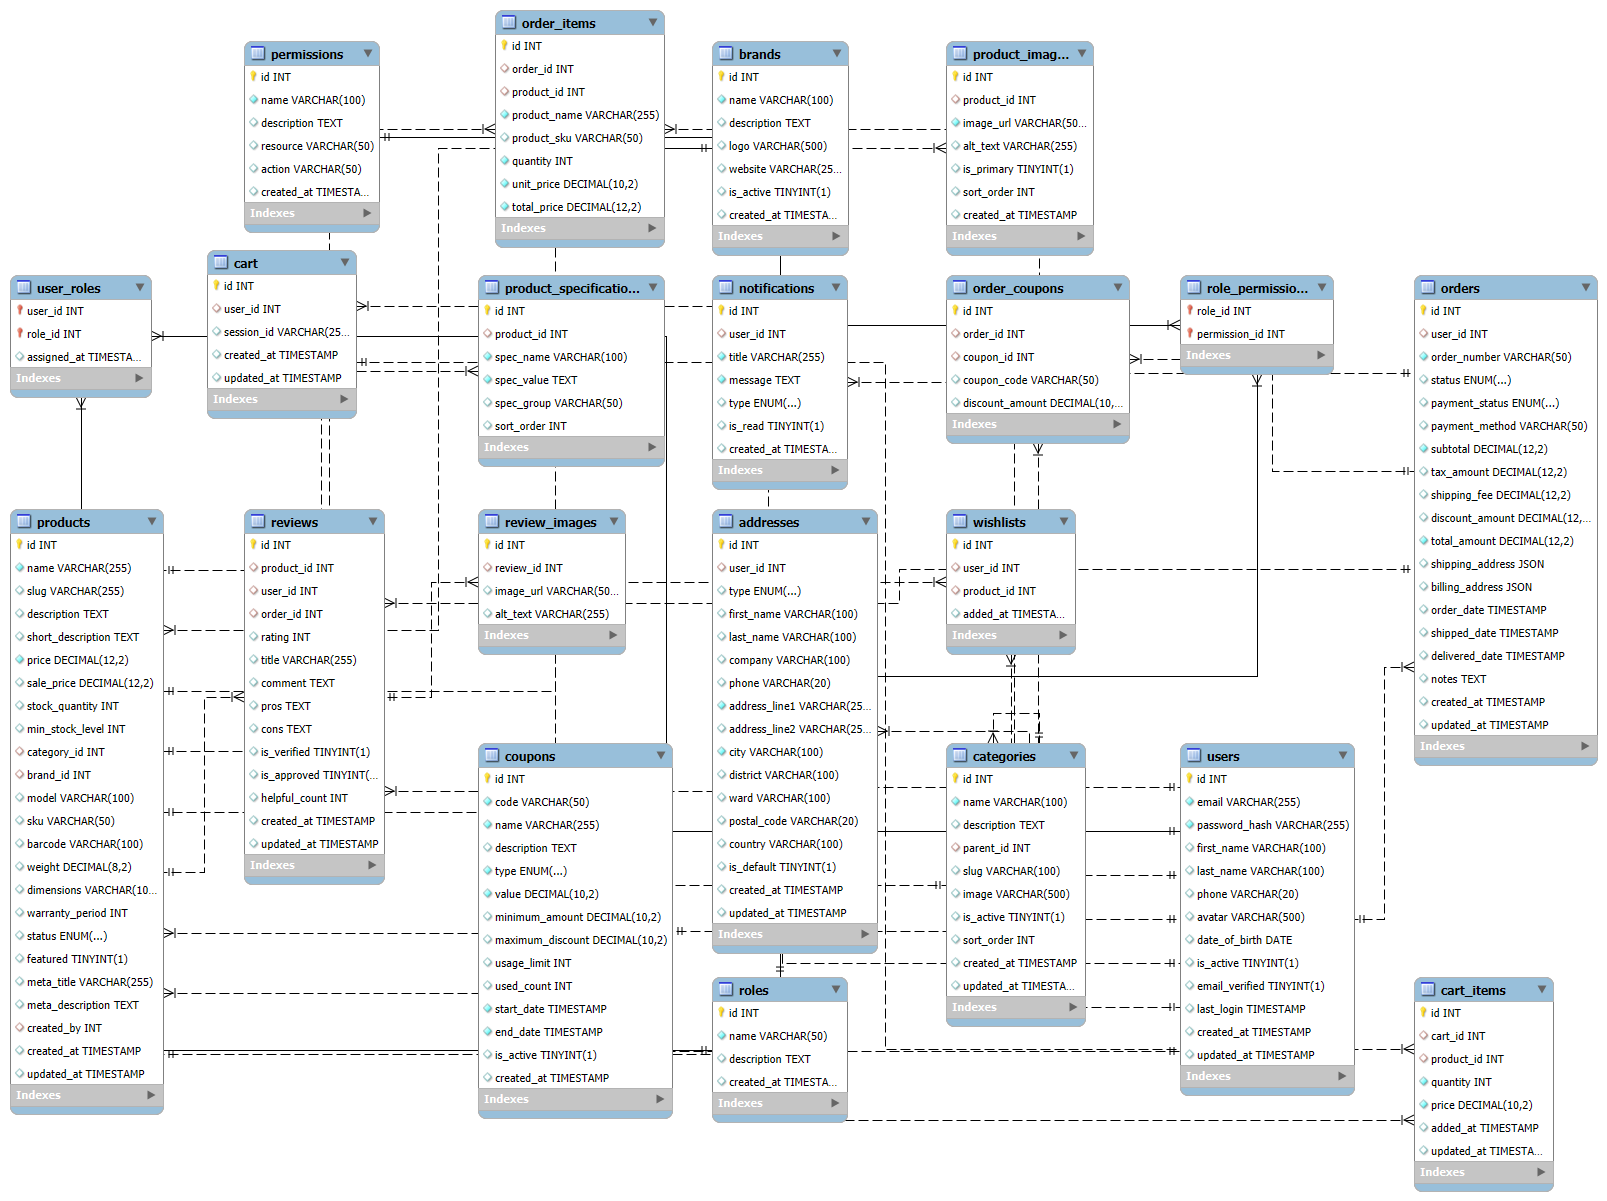 order_items
id INT
order_id INT
product_id INT
product_name VARCHAR(255)
product_sku VARCHAR(50)
quantity INT
unit_price DECIMAL(10,2)
total_price DECIMAL(12,2)
Indexes
permissions
id INT
name VARCHAR(100)
description TEXT
resource VARCHAR(50)
action VARCHAR(50)
created_at TIMESTA...
Indexes
brands
id INT
name VARCHAR(100)
description TEXT
logo VARCHAR(500)
website VARCHAR(25...
is_active TINYINT(1)
created_at TIMESTA...
Indexes
product_imag...
id INT
product_id INT
image_url VARCHAR(50...
alt_text VARCHAR(255)
is_primary TINYINT(1)
sort_order INT
created_at TIMESTAMP
Indexes
user_roles
user_id INT
role_id INT
assigned_at TIMESTA...
Indexes
cart
id INT
user_id INT
session_id VARCHAR(25...
created_at TIMESTAMP
updated_at TIMESTAMP
Indexes
product_specificatio...
id INT
product_id INT
spec_name VARCHAR(100)
spec_value TEXT
spec_group VARCHAR(50)
sort_order INT
Indexes
notifications
id INT
user_id INT
title VARCHAR(255)
message TEXT
type ENUM(...)
is_read TINYINT(1)
created_at TIMESTA...
Indexes
order_coupons
id INT
order_id INT
coupon_id INT
coupon_code VARCHAR(50)
discount_amount DECIMAL(10,...
Indexes
role_permissio...
role_id INT
permission_id INT
Indexes
orders
id INT
user_id INT
order_number VARCHAR(50)
status ENUM(...)
payment_status ENUM(...)
payment_method VARCHAR(50)
subtotal DECIMAL(12,2)
tax_amount DECIMAL(12,2)
shipping_fee DECIMAL(12,2)
discount_amount DECIMAL(12,...
total_amount DECIMAL(12,2)
shipping_address JSON
billing_address JSON
order_date TIMESTAMP
shipped_date TIMESTAMP
delivered_date TIMESTAMP
notes TEXT
created_at TIMESTAMP
updated_at TIMESTAMP
Indexes
products
id INT
name VARCHAR(255)
slug VARCHAR(255)
description TEXT
short_description TEXT
price DECIMAL(12,2)
sale_price DECIMAL(12,2)
stock_quantity INT
min_stock_level INT
category_id INT
brand_id INT
model VARCHAR(100)
sku VARCHAR(50)
barcode VARCHAR(100)
weight DECIMAL(8,2)
dimensions VARCHAR(10...
warranty_period INT
status ENUM(...)
featured TINYINT(1)
meta_title VARCHAR(255)
meta_description TEXT
created_by INT
created_at TIMESTAMP
updated_at TIMESTAMP
Indexes
reviews
id INT
product_id INT
user_id INT
order_id INT
rating INT
title VARCHAR(255)
comment TEXT
pros TEXT
cons TEXT
is_verified TINYINT(1)
is_approved TINYINT(...
helpful_count INT
created_at TIMESTAMP
updated_at TIMESTAMP
Indexes
review_images
id INT
review_id INT
image_url VARCHAR(50...
alt_text VARCHAR(255)
Indexes
addresses
id INT
user_id INT
type ENUM(...)
first_name VARCHAR(100)
last_name VARCHAR(100)
company VARCHAR(100)
phone VARCHAR(20)
address_line1 VARCHAR(25...
address_line2 VARCHAR(25...
city VARCHAR(100)
district VARCHAR(100)
ward VARCHAR(100)
postal_code VARCHAR(20)
country VARCHAR(100)
is_default TINYINT(1)
created_at TIMESTAMP
updated_at TIMESTAMP
Indexes
wishlists
id INT
user_id INT
product_id INT
added_at TIMESTA...
Indexes
coupons
id INT
code VARCHAR(50)
name VARCHAR(255)
description TEXT
type ENUM(...)
value DECIMAL(10,2)
minimum_amount DECIMAL(10,2)
maximum_discount DECIMAL(10,2)
usage_limit INT
used_count INT
start_date TIMESTAMP
end_date TIMESTAMP
is_active TINYINT(1)
created_at TIMESTAMP
Indexes
categories
id INT
name VARCHAR(100)
description TEXT
parent_id INT
slug VARCHAR(100)
image VARCHAR(500)
is_active TINYINT(1)
sort_order INT
created_at TIMESTAMP
updated_at TIMESTA...
Indexes
users
id INT
email VARCHAR(255)
password_hash VARCHAR(255)
first_name VARCHAR(100)
last_name VARCHAR(100)
phone VARCHAR(20)
avatar VARCHAR(500)
date_of_birth DATE
is_active TINYINT(1)
email_verified TINYINT(1)
last_login TIMESTAMP
created_at TIMESTAMP
updated_at TIMESTAMP
Indexes
roles
id INT
name VARCHAR(50)
description TEXT
created_at TIMESTA...
Indexes
cart_items
id INT
cart_id INT
product_id INT
quantity INT
price DECIMAL(10,2)
added_at TIMESTAMP
updated_at TIMESTA...
Indexes